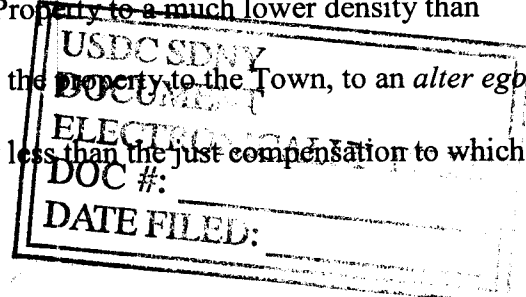 Property to a much lower density than
USDC SDNY
the property to the Town, to an alter ego
DOCUMENT
ELECTRONICALLY
less than the just compensation to which
DOC #:
DATE FILED: